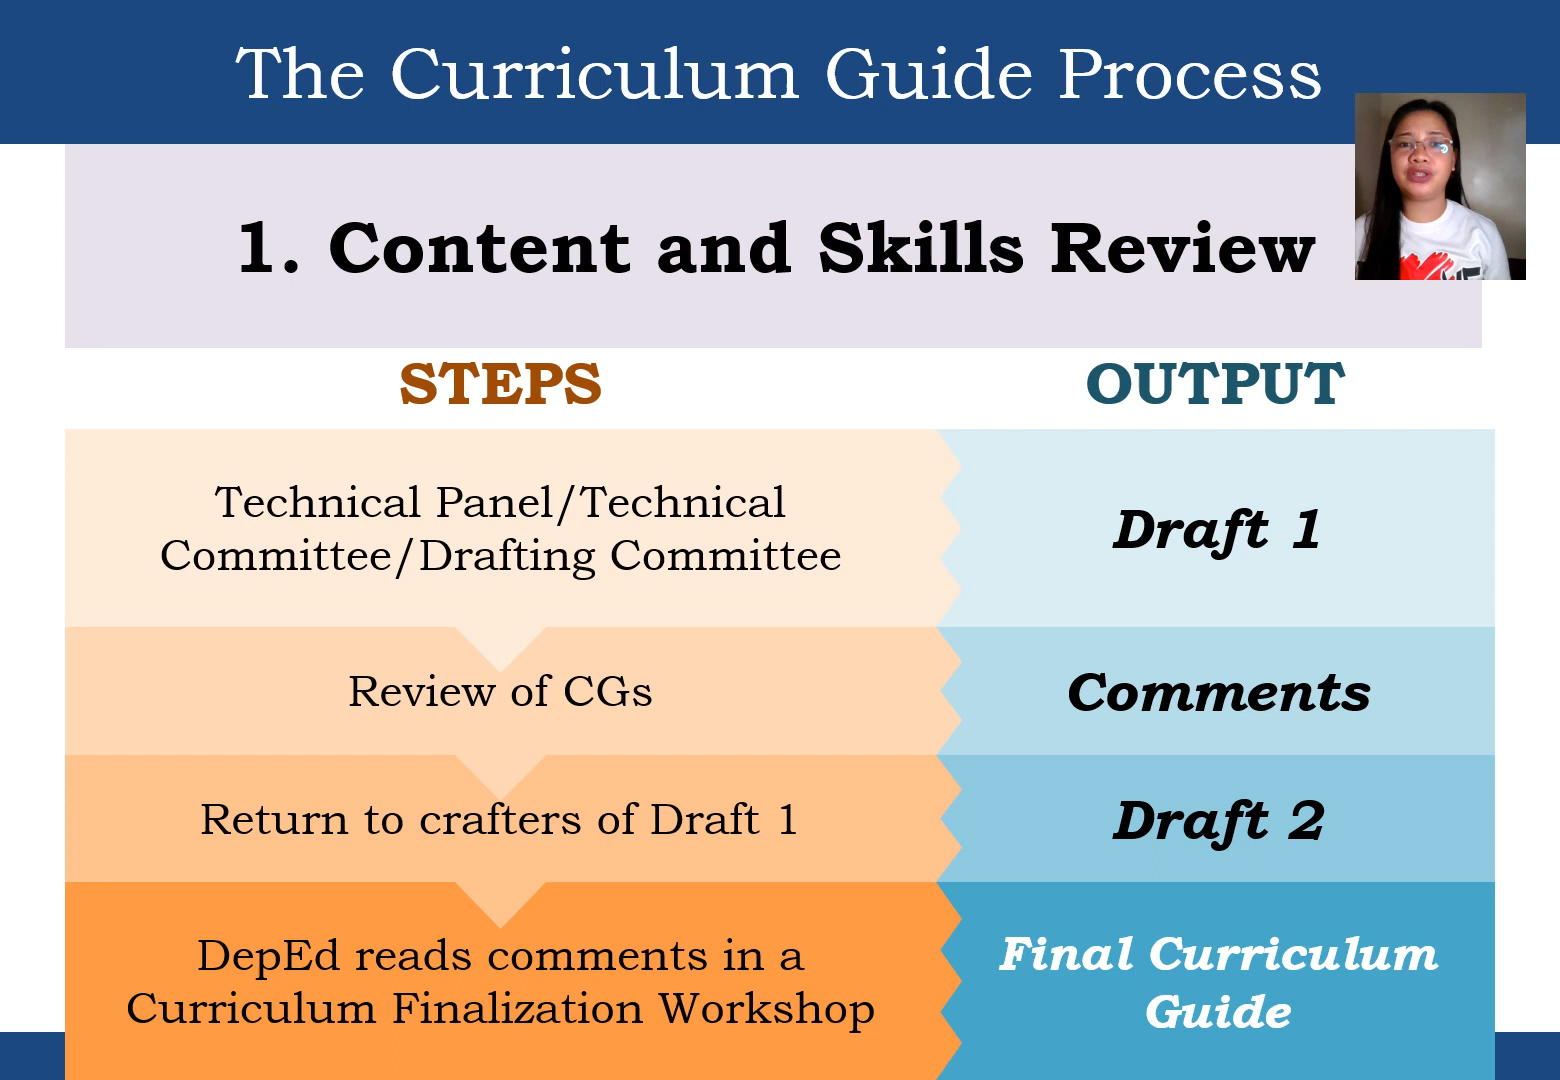 The Curriculum Guide Process
1. Content and Skills Review
STEPS
OUTPUT
Technical Panel/Technical
Committee/Drafting Committee
Draft 1
Review of CGs
Comments
Return to crafters of Draft 1
Draft 2
DepEd reads comments in a
Curriculum Finalization Workshop
Final Curriculum
Guide